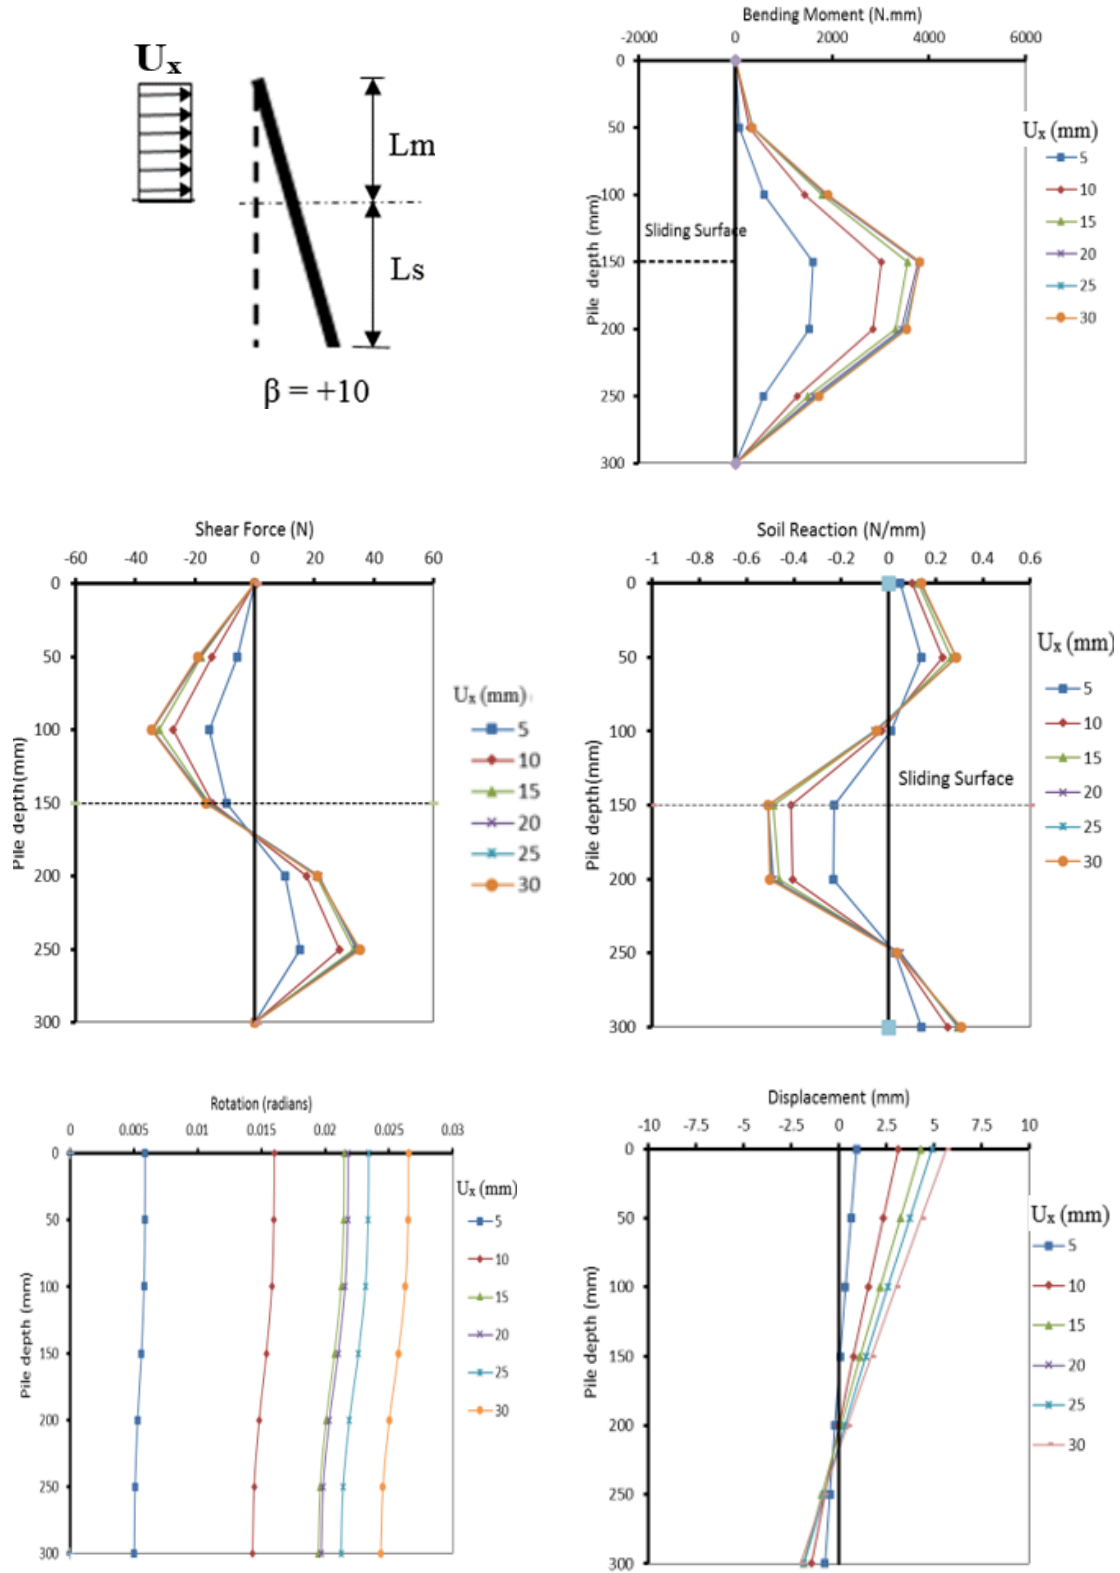 Ux
Lm
Ls
β = +10
Bending Moment (N.mm)
-2000 0 2000 4000 6000
0
50
100
150
200
250
300
Pile depth (mm)
Sliding Surface
Ux (mm)
5
10
15
20
25
30
Shear Force (N)
-60 -40 -20 0 20 40 60
0
50
100
150
200
250
300
Pile depth(mm)
Ux (mm)
5
10
15
20
25
30
Soil Reaction (N/mm)
-1 -0.8 -0.6 -0.4 -0.2 0 0.2 0.4 0.6
0
50
100
150
200
250
300
Pile depth(mm)
Sliding Surface
Ux (mm)
5
10
15
20
25
30
Rotation (radians)
0 0.005 0.01 0.015 0.02 0.025 0.03
0
50
100
150
200
250
300
Pile depth (mm)
Ux (mm)
5
10
15
20
25
30
Displacement (mm)
-10 -7.5 -5 -2.5 0 2.5 5 7.5 10
0
50
100
150
200
250
300
Pile depth (mm)
Ux (mm)
5
10
15
20
25
30